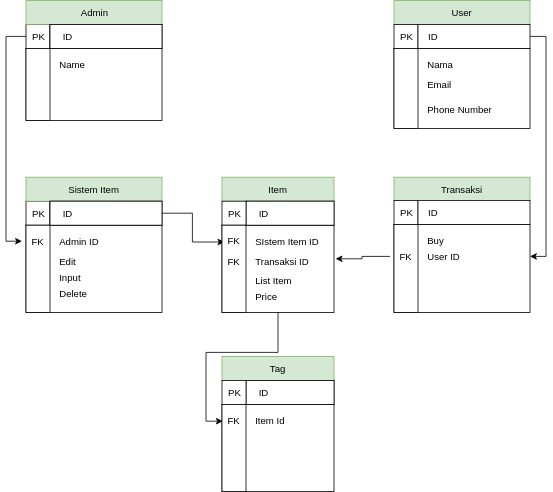 Admin
PK ID
Name
User
PK ID
Nama
Email
Phone Number
Sistem Item
PK ID
FK Admin ID
Edit
Input
Delete
Item
PK ID
FK SIstem Item ID
FK Transaksi ID
List Item
Price
Transaksi
PK ID
Buy
FK User ID
Tag
PK ID
FK Item Id